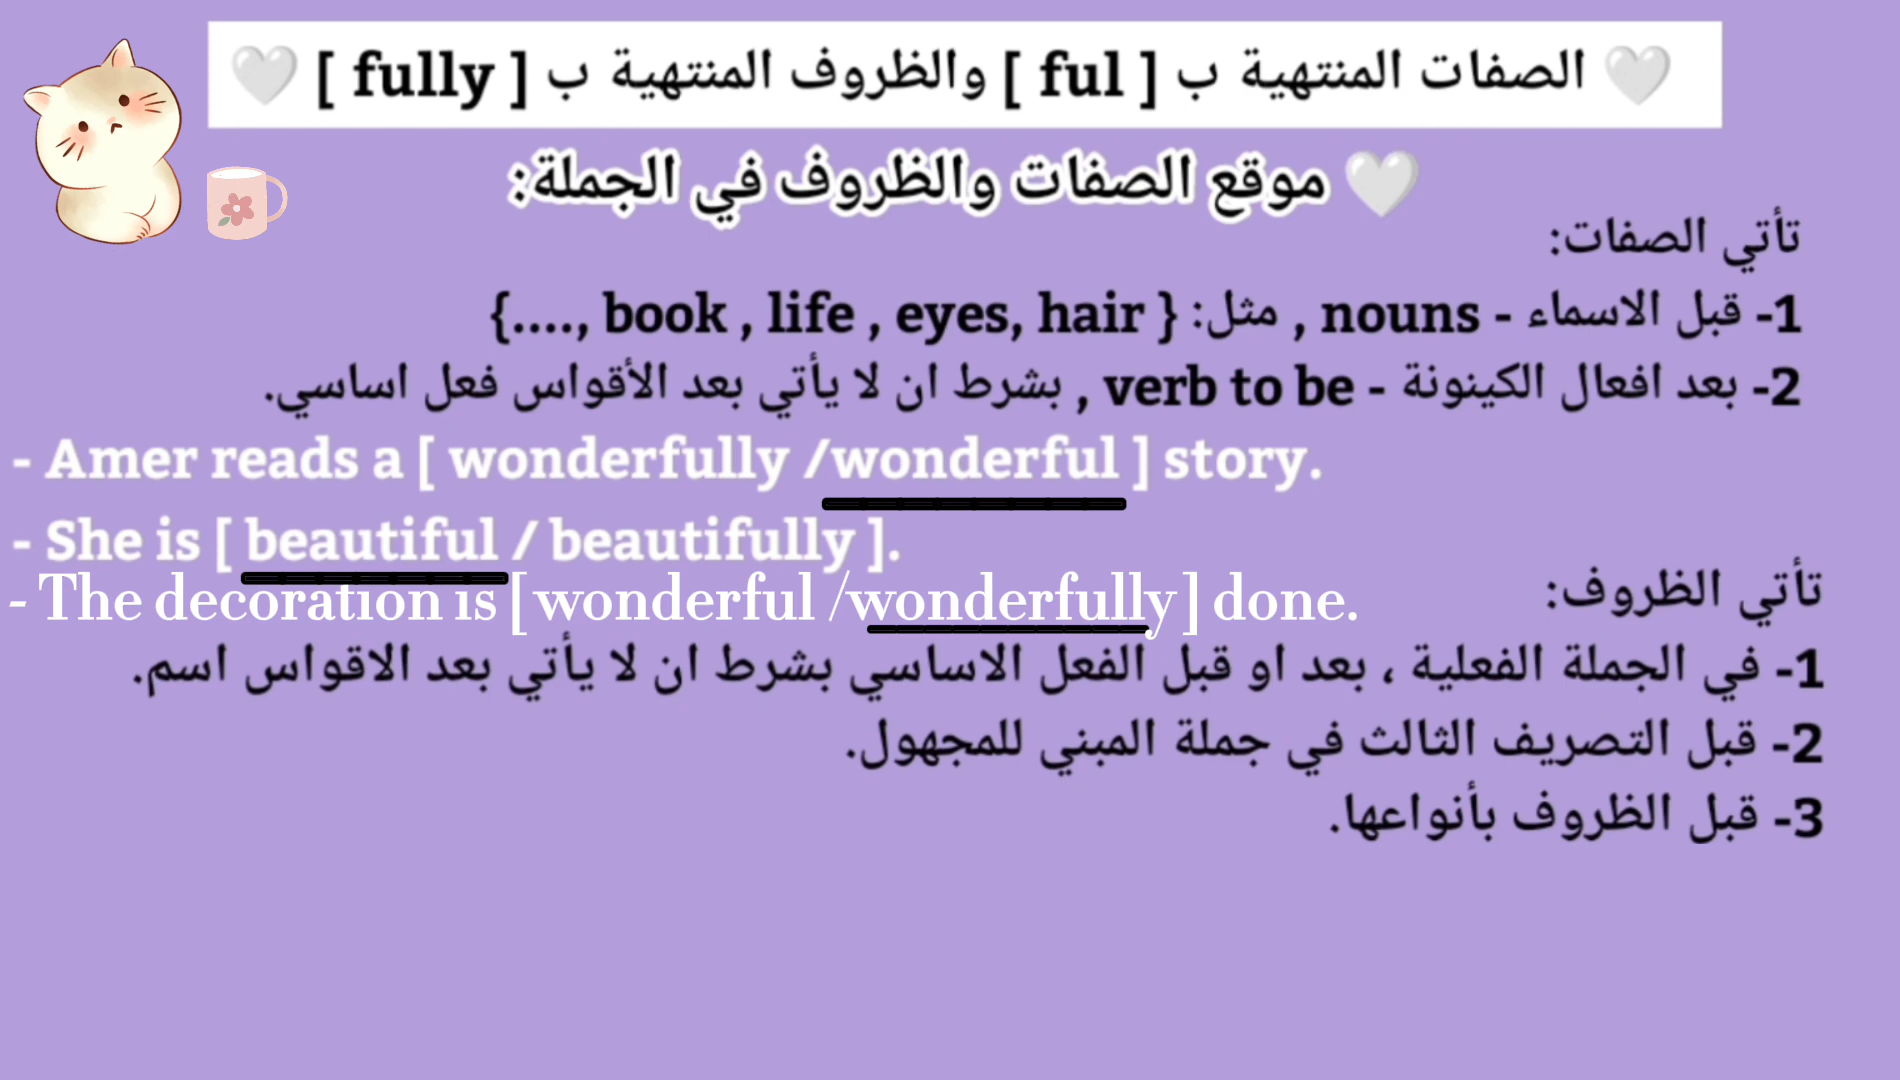 🤍 الصفات المنتهية ب [ ful ] والظروف المنتهية ب [ fully ] 🤍
🤍 موقع الصفات والظروف في الجملة:
تأتي الصفات:
1- قبل الاسماء - nouns , مثل: { book , life , eyes, hair ,....}
2- بعد افعال الكينونة - verb to be , بشرط ان لا يأتي بعد الأقواس فعل اساسي.
- Amer reads a [ wonderfully /wonderful ] story.
- She is [ beautiful / beautifully ].
- The decoration is [ wonderful /wonderfully ] done.
تأتي الظروف:
1- في الجملة الفعلية ، بعد او قبل الفعل الاساسي بشرط ان لا يأتي بعد الاقواس اسم.
2- قبل التصريف الثالث في جملة المبني للمجهول.
3- قبل الظروف بأنواعها.